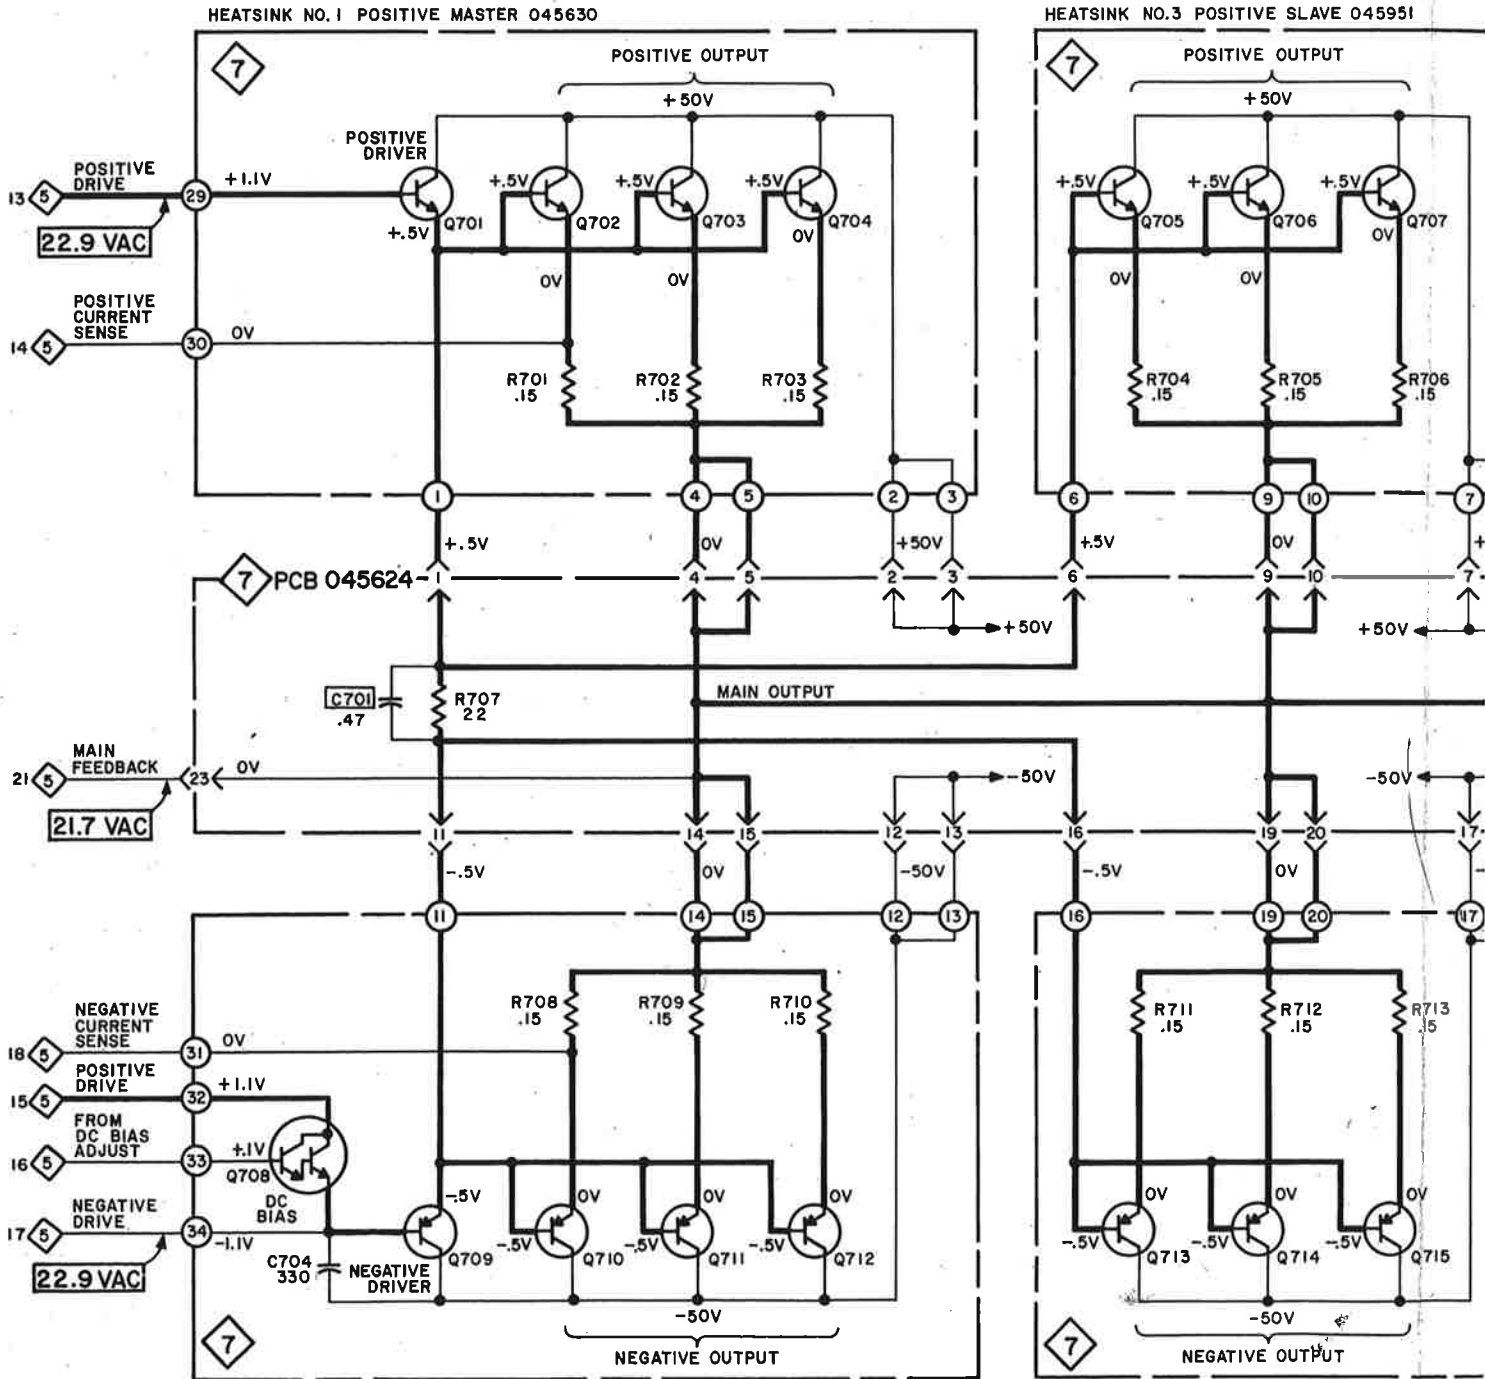 HEATSINK NO. 1 POSITIVE MASTER 045630
HEATSINK NO.3 POSITIVE SLAVE 045951
7
POSITIVE OUTPUT
+50V
7
POSITIVE OUTPUT
+50V
POSITIVE
DRIVER
13 5
POSITIVE
DRIVE
29
+1.1V
22.9 VAC
+.5V
Q701
+.5V
Q702
+.5V
Q703
+.5V
Q704
0V
0V
0V
+.5V
Q705
+.5V
Q706
+.5V
Q707
0V
0V
0V
14 5
POSITIVE
CURRENT
SENSE
30
0V
R701
.15
R702
.15
R703
.15
R704
.15
R705
.15
R706
.15
1
4
5
2
3
6
9
10
7
+.5V
0V
+50V
+.5V
0V
+
7 PCB 045624
1
4
5
2
3
6
9
10
7
+50V
+50V
C701
.47
R707
22
MAIN OUTPUT
21 5
MAIN
FEEDBACK
23
0V
21.7 VAC
-50V
-50V
11
14
15
12
13
16
19
20
17
-.5V
0V
-50V
-.5V
0V
-
11
14
15
12
13
16
19
20
17
R708
.15
R709
.15
R710
.15
R711
.15
R712
.15
R713
.15
18 5
NEGATIVE
CURRENT
SENSE
31
0V
15 5
POSITIVE
DRIVE
32
+1.1V
16 5
FROM
DC BIAS
ADJUST
33
+.1V
Q708
DC
BIAS
17 5
NEGATIVE
DRIVE
34
-1.1V
22.9 VAC
C704
330
NEGATIVE
DRIVER
-.5V
Q709
0V
-.5V
Q710
0V
-.5V
Q711
0V
-.5V
Q712
0V
-.5V
Q713
0V
-.5V
Q714
0V
-.5V
Q715
-50V
NEGATIVE OUTPUT
7
-50V
NEGATIVE OUTPUT
7